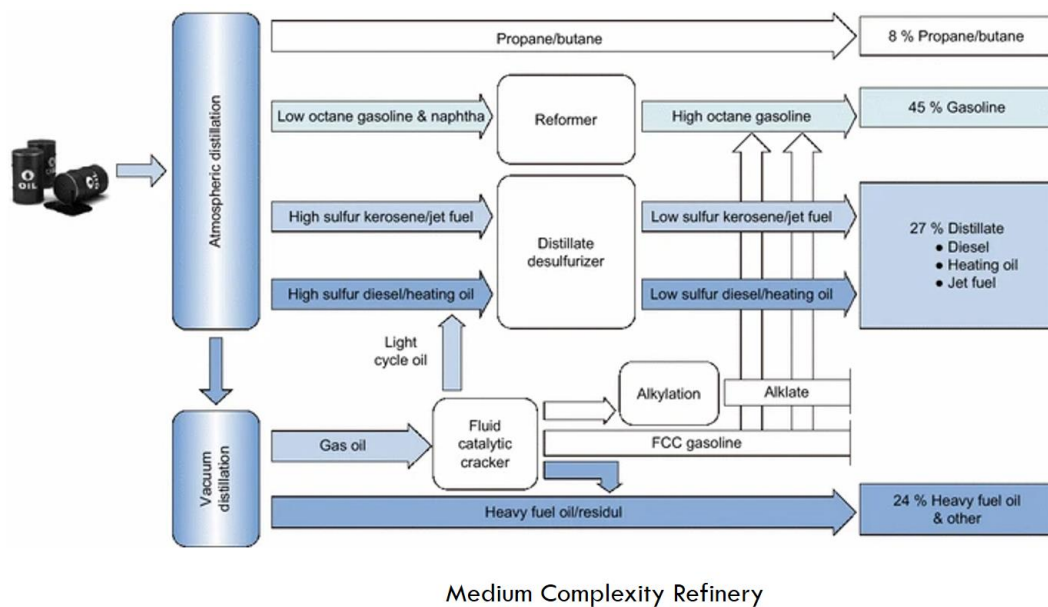 Propane/butane
8 % Propane/butane
Atmospheric distillation
Low octane gasoline & naphtha
Reformer
High octane gasoline
45 % Gasoline
OIL
OIL
High sulfur kerosene/jet fuel
Distillate
desulfurizer
Low sulfur kerosene/jet fuel
27 % Distillate
● Diesel
● Heating oil
● Jet fuel
High sulfur diesel/heating oil
Low sulfur diesel/heating oil
Light
cycle oil
Alkylation
Alklate
Vacuum
distillation
Gas oil
Fluid
catalytic
cracker
FCC gasoline
Heavy fuel oil/residul
24 % Heavy fuel oil
& other
Medium Complexity Refinery